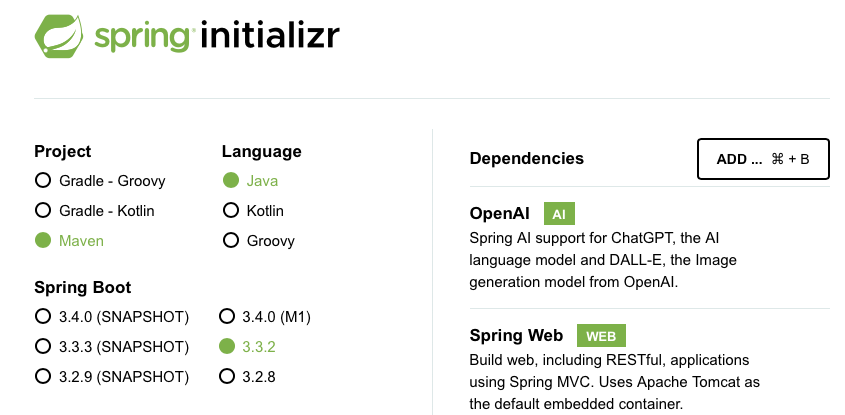 spring initializr
Project
Gradle - Groovy
Gradle - Kotlin
Maven
Language
Java
Kotlin
Groovy
Spring Boot
3.4.0 (SNAPSHOT)
3.4.0 (M1)
3.3.3 (SNAPSHOT)
3.3.2
3.2.9 (SNAPSHOT)
3.2.8
Dependencies
ADD ... ⌘ + B
OpenAI AI
Spring AI support for ChatGPT, the AI
language model and DALL-E, the Image
generation model from OpenAI.
Spring Web WEB
Build web, including RESTful, applications
using Spring MVC. Uses Apache Tomcat as
the default embedded container.